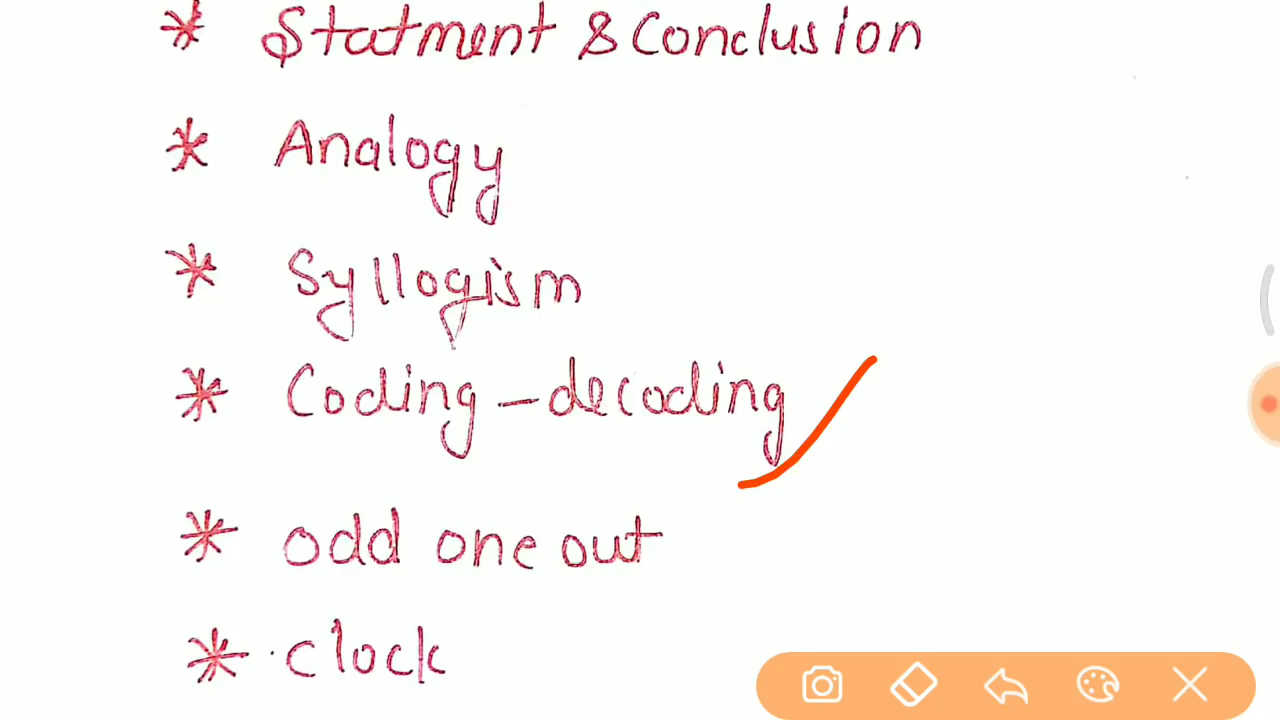 * Statment & Conclusion
* Analogy
* Syllogism
* Coding - decoding
* odd one out
* clock